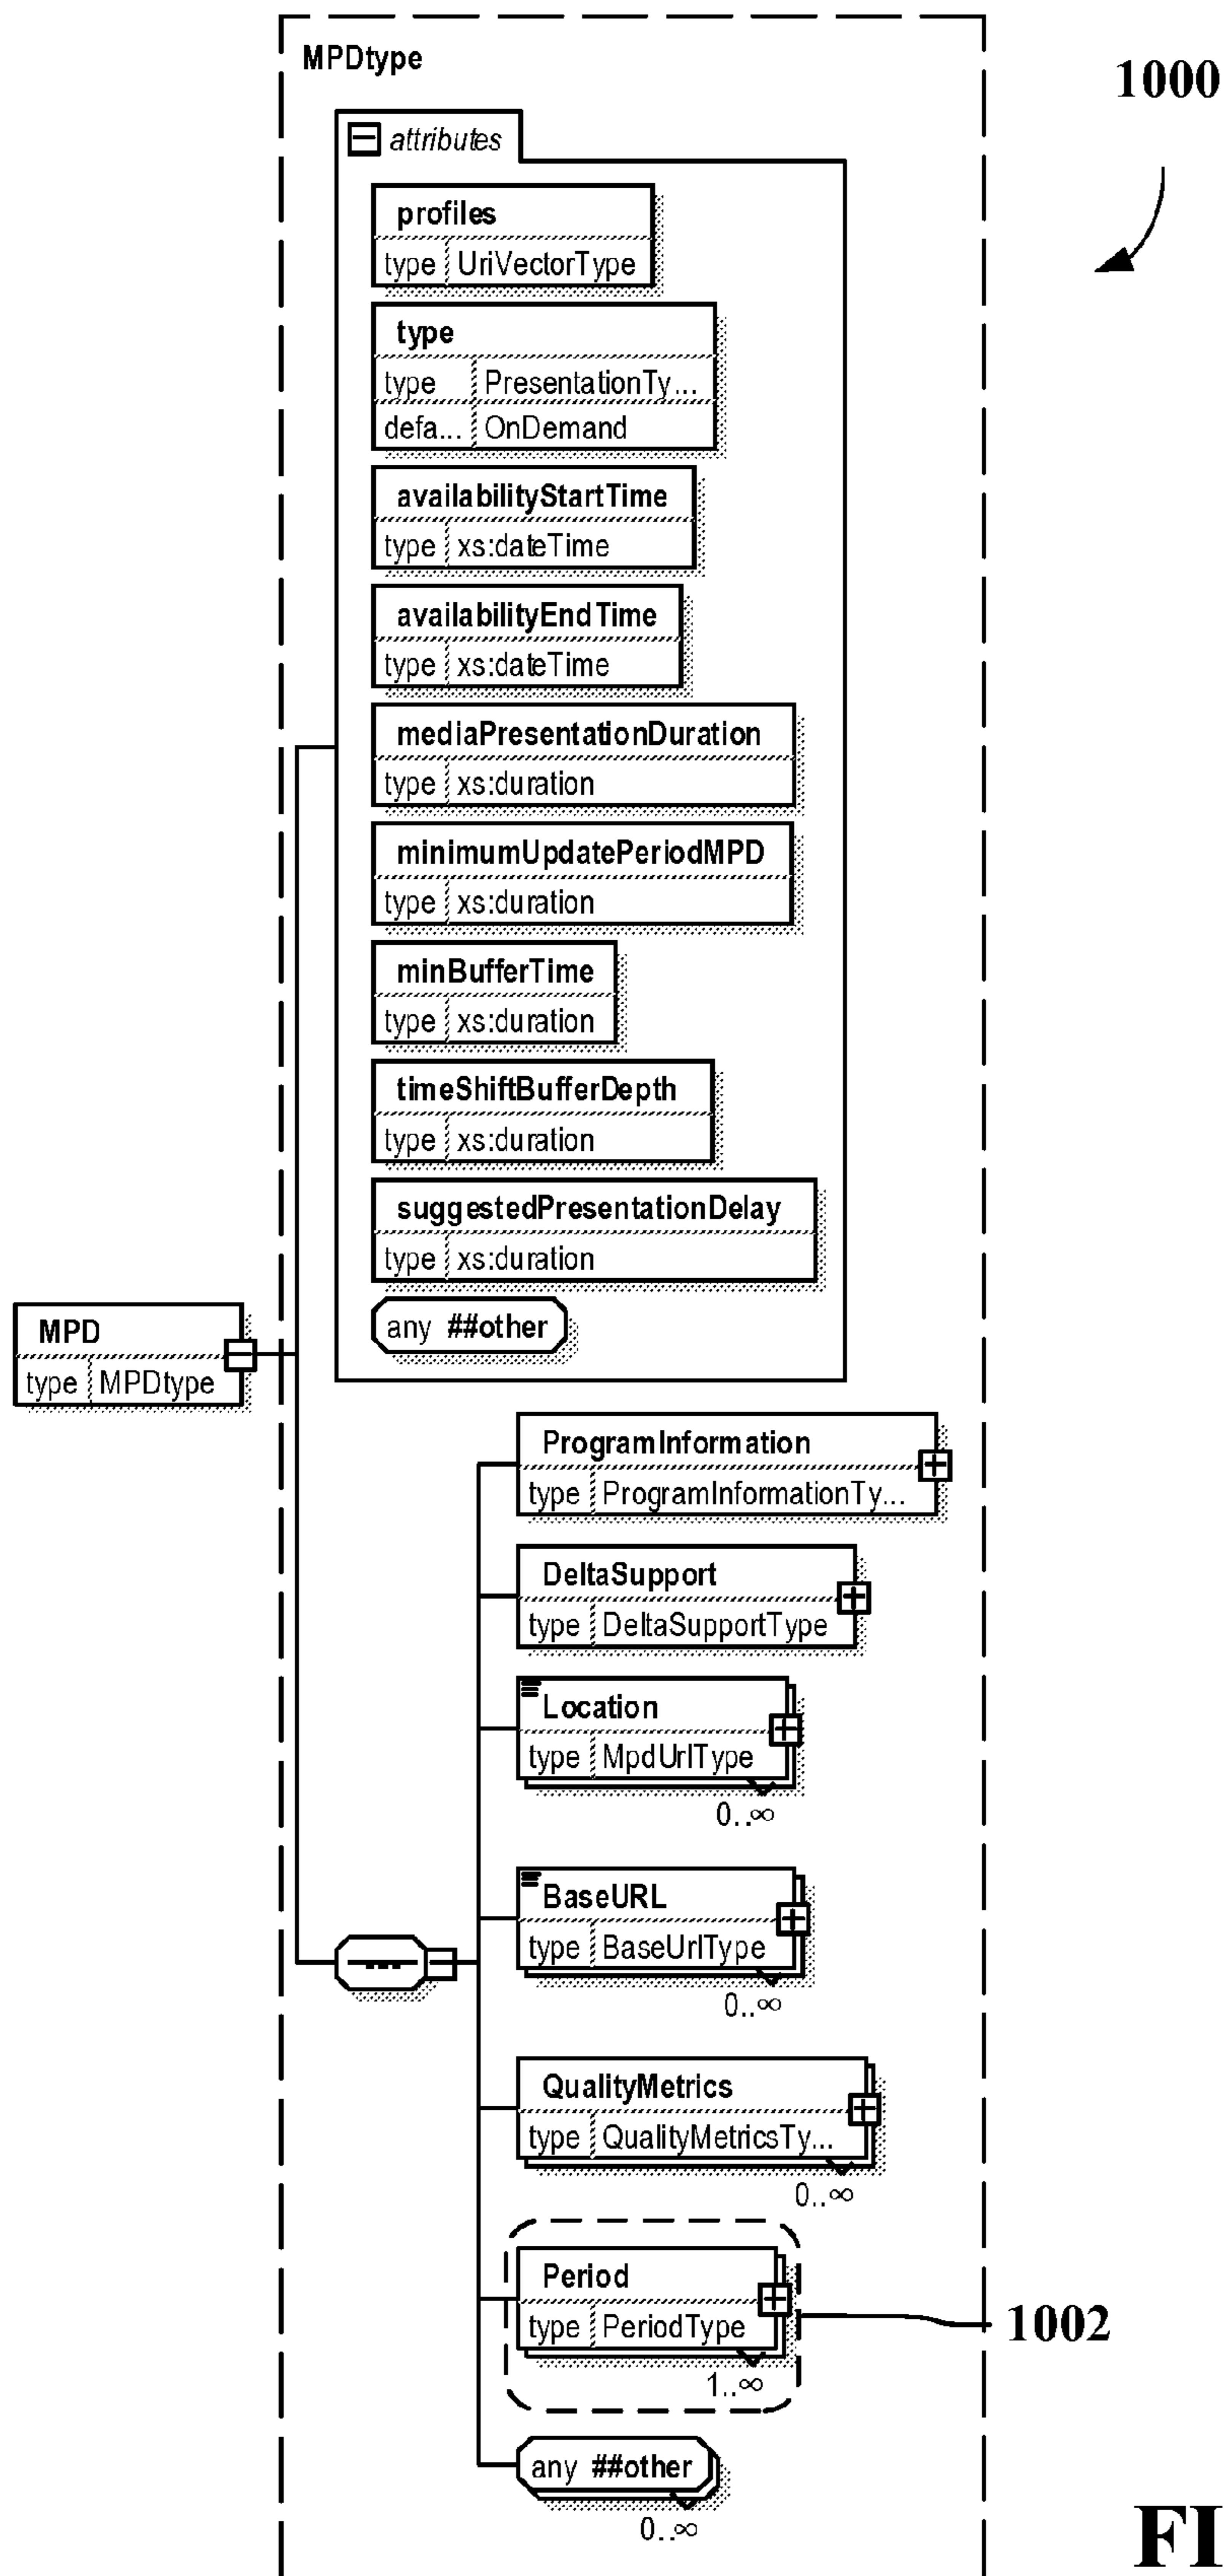 MPDtype
1000
attributes
profiles
type UriVectorType
type
type PresentationTy...
defa... OnDemand
availabilityStartTime
type xs:dateTime
availabilityEndTime
type xs:dateTime
mediaPresentationDuration
type xs:duration
minimumUpdatePeriodMPD
type xs:duration
minBufferTime
type xs:duration
timeShiftBufferDepth
type xs:duration
suggestedPresentationDelay
type xs:duration
any ##other
MPD
type MPDtype
ProgramInformation
type ProgramInformationTy...
DeltaSupport
type DeltaSupportType
Location
type MpdUrlType
0..∞
BaseURL
type BaseUrlType
0..∞
QualityMetrics
type QualityMetricsTy...
0..∞
Period
type PeriodType
1..∞
1002
any ##other
0..∞
FI